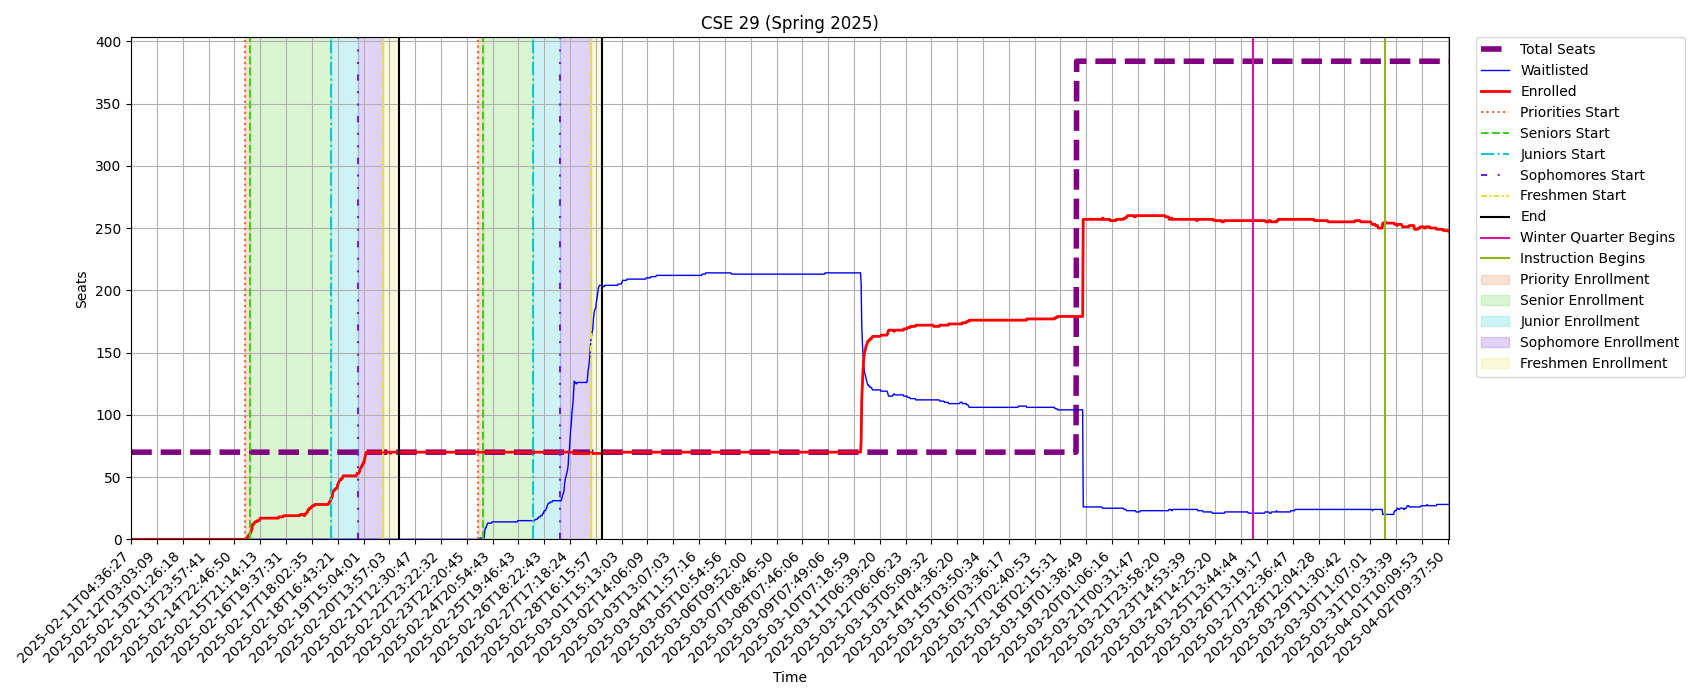 CSE 29 (Spring 2025)
400
350
300
250
200
150
100
50
0
Seats
2025-02-11T04:36:27
2025-02-12T03:03:09
2025-02-13T01:26:18
2025-02-13T23:57:41
2025-02-14T22:46:50
2025-02-15T21:14:13
2025-02-16T19:37:31
2025-02-17T18:02:35
2025-02-18T16:43:21
2025-02-19T15:04:01
2025-02-20T13:57:03
2025-02-21T12:30:47
2025-02-22T23:22:32
2025-02-23T22:20:45
2025-02-24T20:54:43
2025-02-25T19:46:43
2025-02-26T18:22:43
2025-02-27T17:18:24
2025-02-28T16:15:57
2025-03-01T15:13:03
2025-03-02T14:06:09
2025-03-03T13:07:03
2025-03-04T11:57:16
2025-03-05T10:54:56
2025-03-06T09:52:00
2025-03-07T08:46:50
2025-03-08T07:46:06
2025-03-09T07:49:06
2025-03-10T07:18:59
2025-03-11T06:39:20
2025-03-12T06:06:23
2025-03-13T05:09:32
2025-03-14T04:36:20
2025-03-15T03:50:34
2025-03-16T03:36:17
2025-03-17T02:40:53
2025-03-18T02:15:31
2025-03-19T01:38:49
2025-03-20T01:06:16
2025-03-21T00:31:47
2025-03-21T23:58:20
2025-03-23T14:53:39
2025-03-24T14:25:20
2025-03-25T13:44:44
2025-03-26T13:19:17
2025-03-27T12:36:47
2025-03-28T12:04:28
2025-03-29T11:30:42
2025-03-30T11:07:01
2025-03-31T10:33:39
2025-04-01T10:09:53
2025-04-02T09:37:50
Time
Total Seats
Waitlisted
Enrolled
Priorities Start
Seniors Start
Juniors Start
Sophomores Start
Freshmen Start
End
Winter Quarter Begins
Instruction Begins
Priority Enrollment
Senior Enrollment
Junior Enrollment
Sophomore Enrollment
Freshmen Enrollment